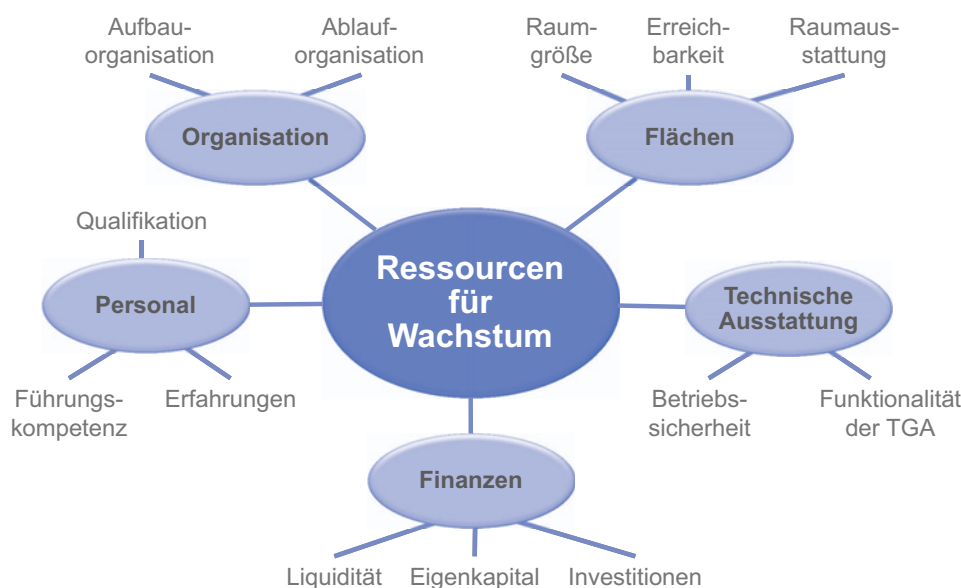 Aufbau-
organisation
Ablauf-
organisation
Raum-
größe
Erreich-
barkeit
Raumaus-
stattung
Organisation
Flächen
Qualifikation
Personal
Ressourcen
für
Wachstum
Technische
Ausstattung
Führungs-
kompetenz
Erfahrungen
Betriebs-
sicherheit
Funktionalität
der TGA
Finanzen
Liquidität
Eigenkapital
Investitionen